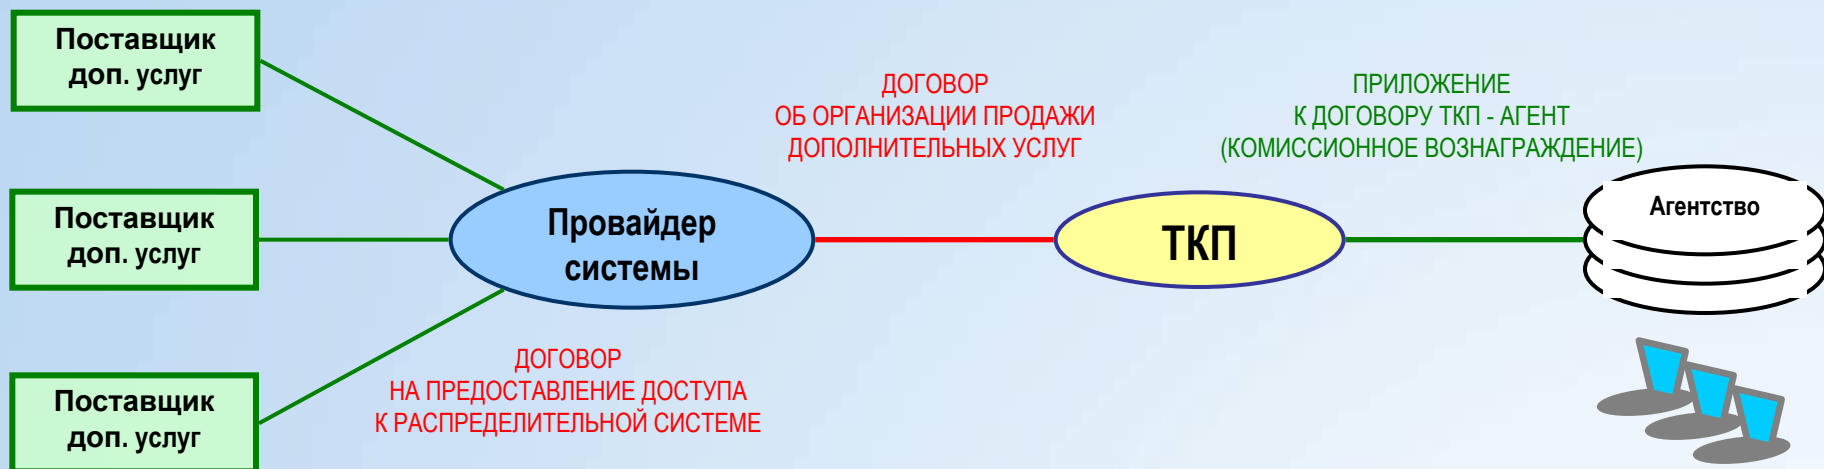 Поставщик
доп. услуг
ДОГОВОР
ОБ ОРГАНИЗАЦИИ ПРОДАЖИ
ДОПОЛНИТЕЛЬНЫХ УСЛУГ
ПРИЛОЖЕНИЕ
К ДОГОВОРУ ТКП - АГЕНТ
(КОМИССИОННОЕ ВОЗНАГРАЖДЕНИЕ)
Поставщик
доп. услуг
Провайдер
системы
ТКП
Агентство
ДОГОВОР
НА ПРЕДОСТАВЛЕНИЕ ДОСТУПА
К РАСПРЕДЕЛИТЕЛЬНОЙ СИСТЕМЕ
Поставщик
доп. услуг